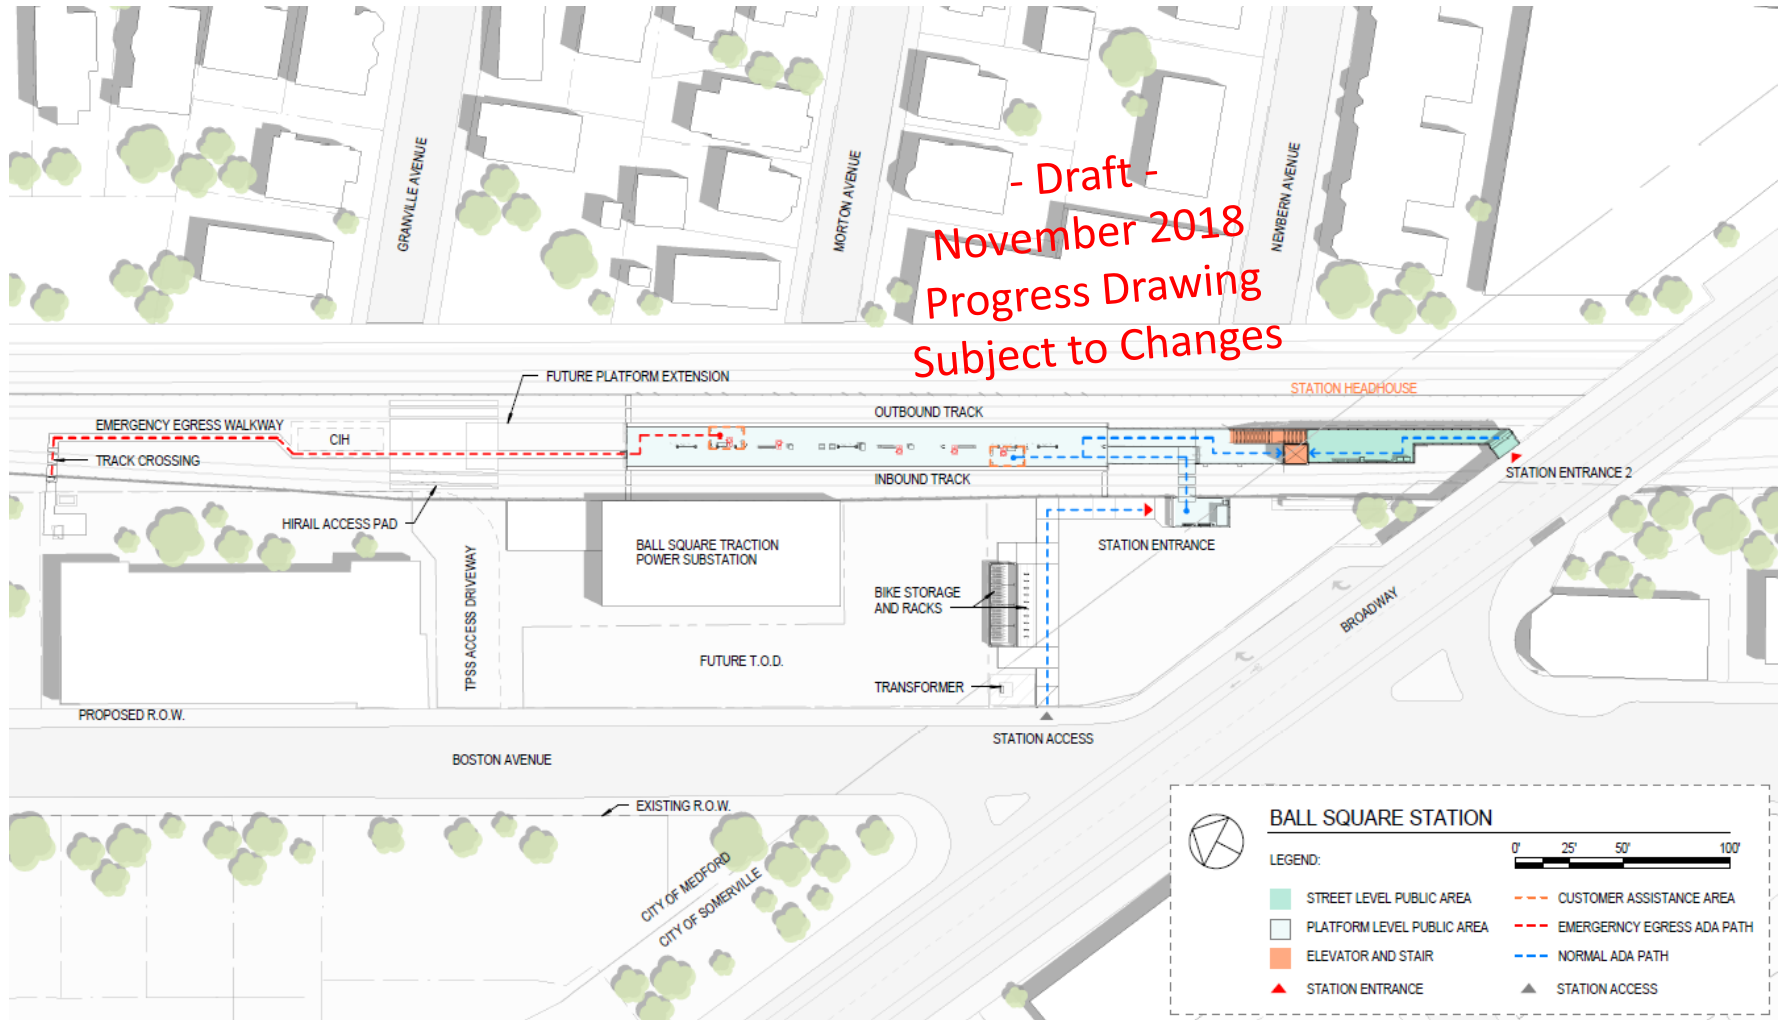 - Draft -
November 2018
Progress Drawing
Subject to Changes
GRANVILLE AVENUE
MORTON AVENUE
NEWBERN AVENUE
FUTURE PLATFORM EXTENSION
STATION HEADHOUSE
OUTBOUND TRACK
EMERGENCY EGRESS WALKWAY
CIH
TRACK CROSSING
INBOUND TRACK
STATION ENTRANCE 2
HIRAIL ACCESS PAD
BALL SQUARE TRACTION
POWER SUBSTATION
STATION ENTRANCE
TPSS ACCESS DRIVEWAY
BIKE STORAGE
AND RACKS
BROADWAY
FUTURE T.O.D.
TRANSFORMER
PROPOSED R.O.W.
STATION ACCESS
BOSTON AVENUE
EXISTING R.O.W.
CITY OF MEDFORD
CITY OF SOMERVILLE
BALL SQUARE STATION
LEGEND:
0' 25' 50' 100'
STREET LEVEL PUBLIC AREA
PLATFORM LEVEL PUBLIC AREA
ELEVATOR AND STAIR
STATION ENTRANCE
CUSTOMER ASSISTANCE AREA
EMERGERNCY EGRESS ADA PATH
NORMAL ADA PATH
STATION ACCESS